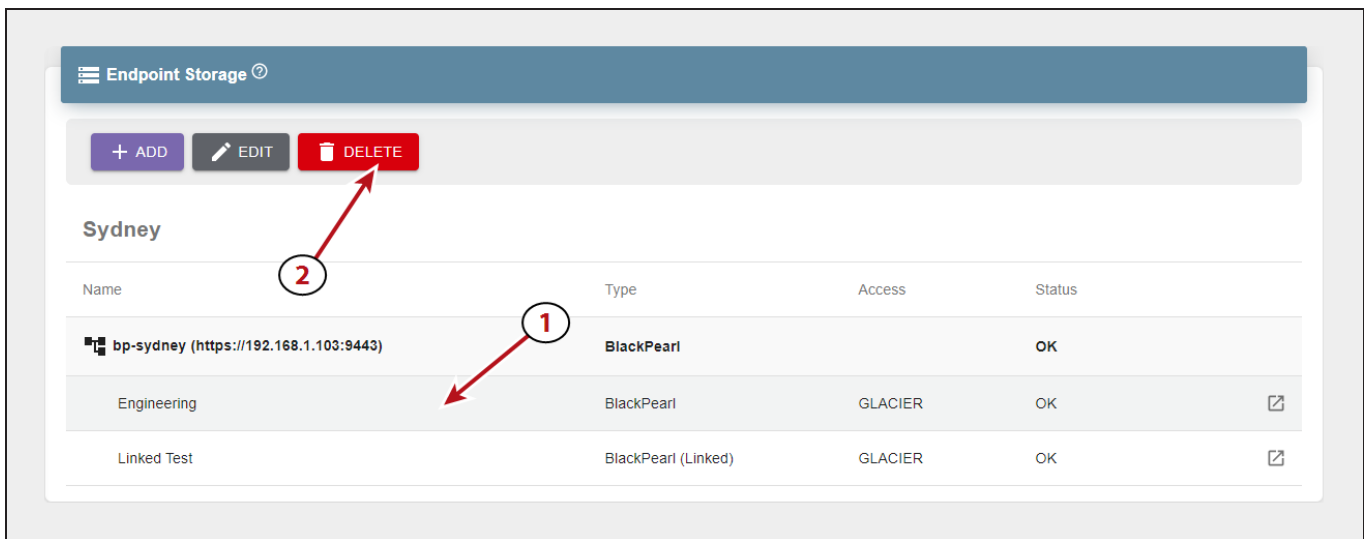 Endpoint Storage ?
+ ADD EDIT DELETE
Sydney
2
Name Type Access Status
1
bp-sydney (https://192.168.1.103:9443) BlackPearl OK
Engineering BlackPearl GLACIER OK
Linked Test BlackPearl (Linked) GLACIER OK